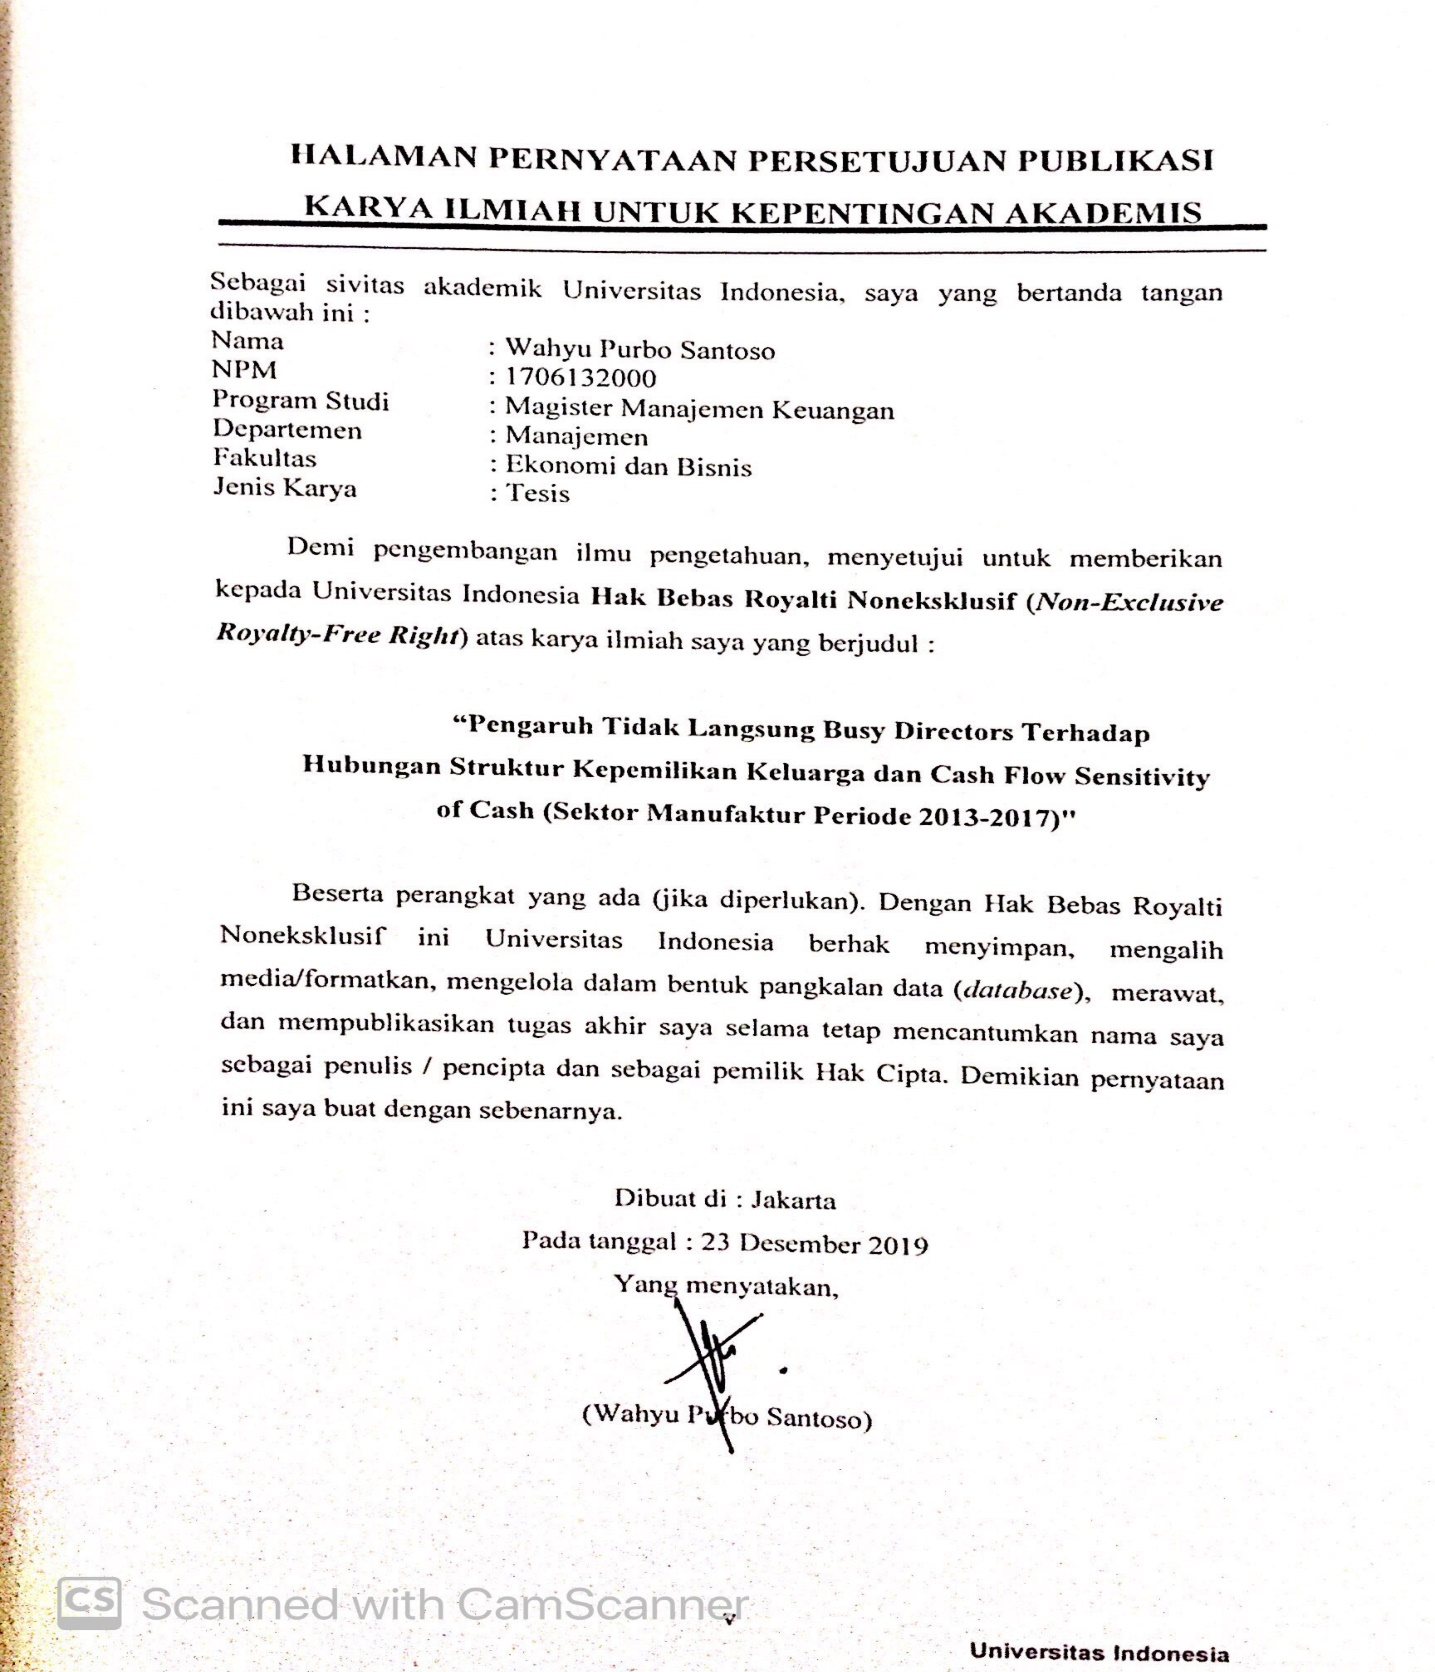 HALAMAN PERNYATAAN PERSETUJUAN PUBLIKASI
KARYA ILMIAH UNTUK KEPENTINGAN AKADEMIS
Sebagai sivitas akademik Universitas Indonesia, saya yang bertanda tangan
dibawah ini :
Nama : Wahyu Purbo Santoso
NPM : 1706132000
Program Studi : Magister Manajemen Keuangan
Departemen : Manajemen
Fakultas : Ekonomi dan Bisnis
Jenis Karya : Tesis
Demi pengembangan ilmu pengetahuan, menyetujui untuk memberikan
kepada Universitas Indonesia Hak Bebas Royalti Noneksklusif (Non-Exclusive
Royalty-Free Right) atas karya ilmiah saya yang berjudul :
“Pengaruh Tidak Langsung Busy Directors Terhadap
Hubungan Struktur Kepemilikan Keluarga dan Cash Flow Sensitivity
of Cash (Sektor Manufaktur Periode 2013-2017)"
Beserta perangkat yang ada (jika diperlukan). Dengan Hak Bebas Royalti
Noneksklusif ini Universitas Indonesia berhak menyimpan, mengalih
media/formatkan, mengelola dalam bentuk pangkalan data (database), merawat,
dan mempublikasikan tugas akhir saya selama tetap mencantumkan nama saya
sebagai penulis / pencipta dan sebagai pemilik Hak Cipta. Demikian pernyataan
ini saya buat dengan sebenarnya.
Dibuat di : Jakarta
Pada tanggal : 23 Desember 2019
Yang menyatakan,
(Wahyu Purbo Santoso)
CS Scanned with CamScanner
v
Universitas Indonesia